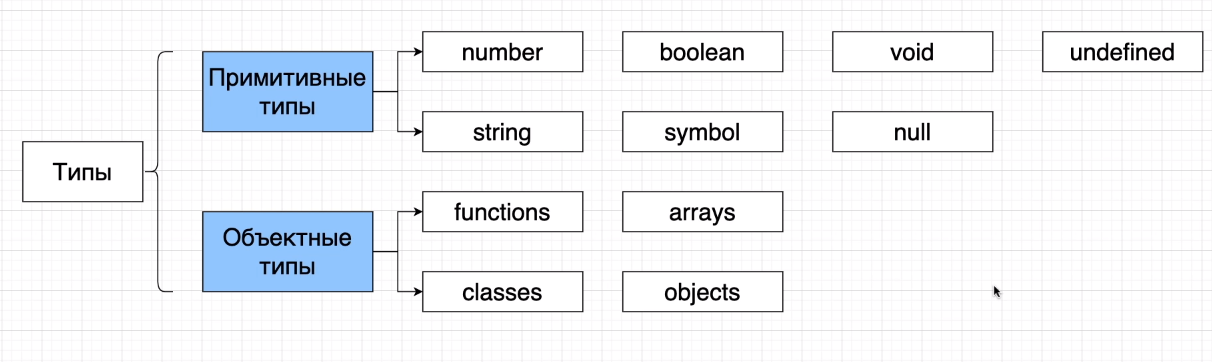 number
boolean
void
undefined
Примитивные
типы
string
symbol
null
Типы
functions
arrays
Объектные
типы
classes
objects